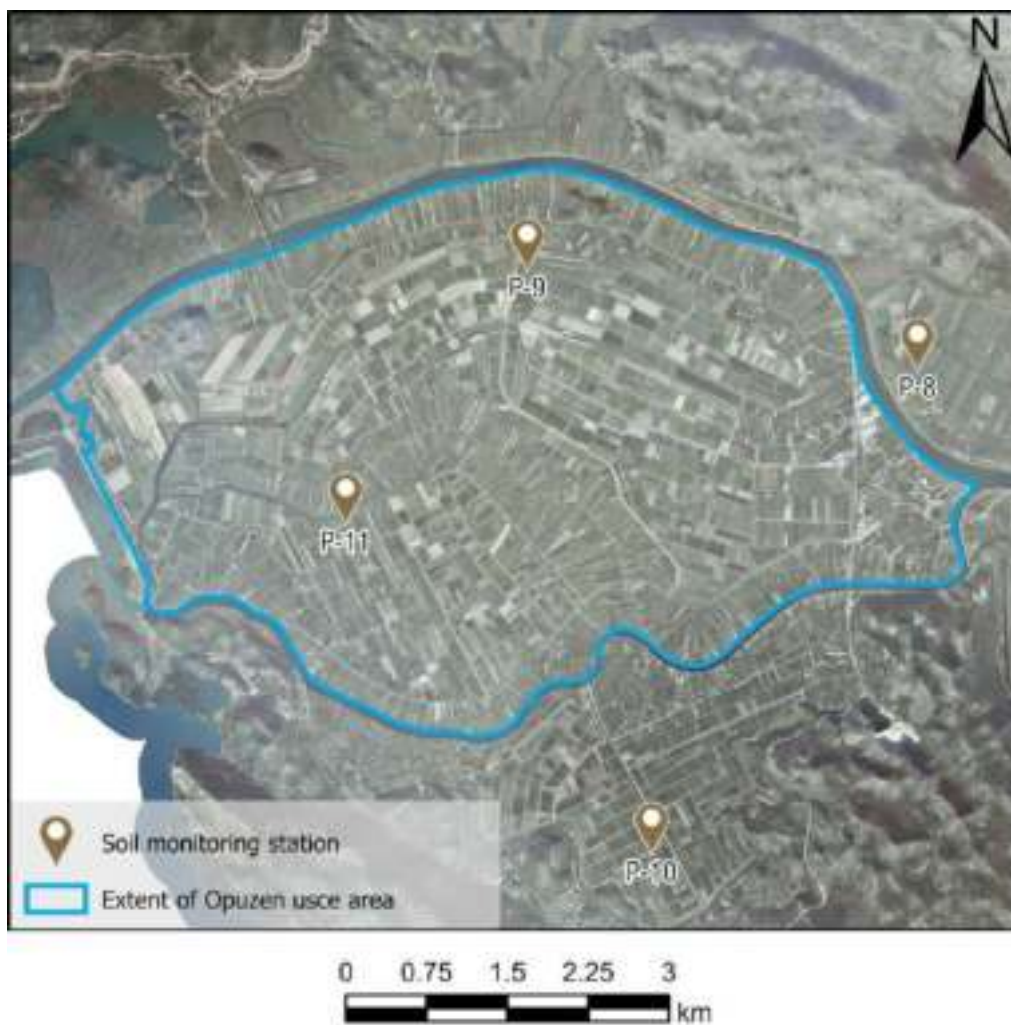 N
P-9
P-8
P-11
P-10
Soil monitoring station
Extent of Opuzen usce area
0 0.75 1.5 2.25 3
km